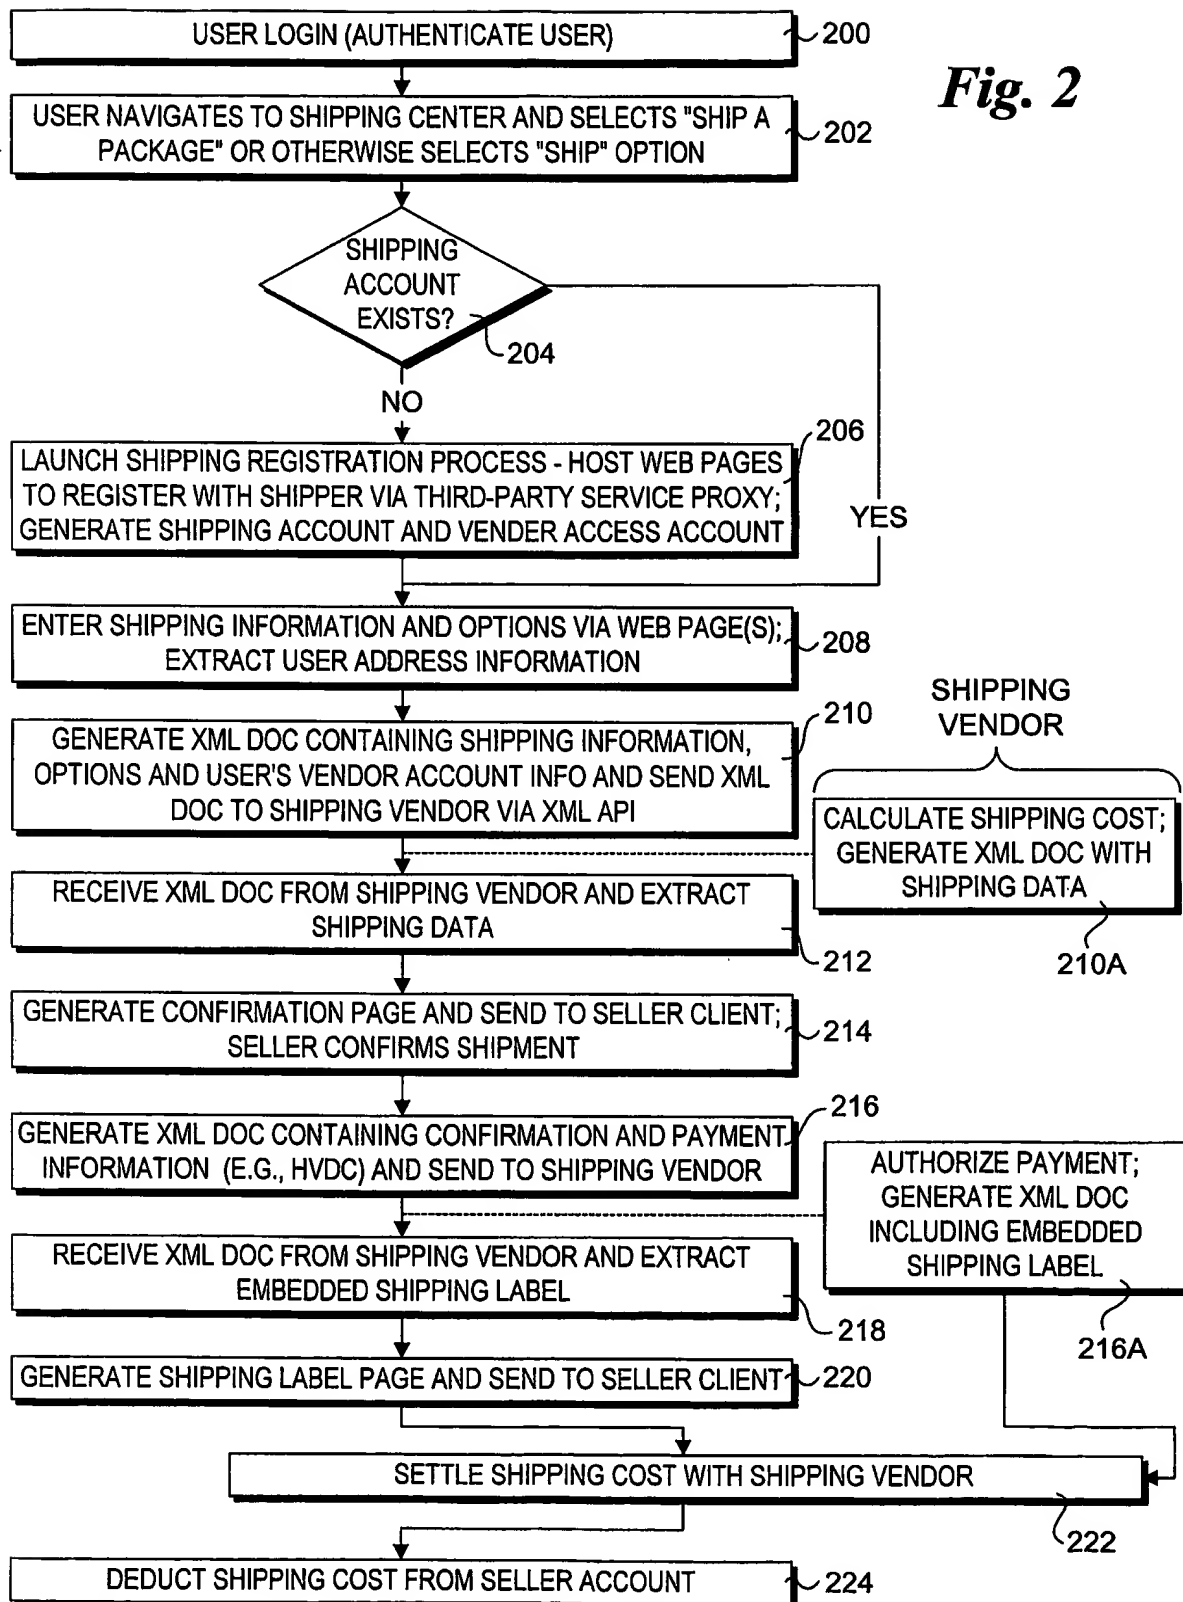 USER LOGIN (AUTHENTICATE USER)
200
Fig. 2
USER NAVIGATES TO SHIPPING CENTER AND SELECTS "SHIP A
PACKAGE" OR OTHERWISE SELECTS "SHIP" OPTION
202
SHIPPING
ACCOUNT
EXISTS?
204
NO
YES
206
LAUNCH SHIPPING REGISTRATION PROCESS - HOST WEB PAGES
TO REGISTER WITH SHIPPER VIA THIRD-PARTY SERVICE PROXY;
GENERATE SHIPPING ACCOUNT AND VENDER ACCESS ACCOUNT
ENTER SHIPPING INFORMATION AND OPTIONS VIA WEB PAGE(S);
EXTRACT USER ADDRESS INFORMATION
208
210
GENERATE XML DOC CONTAINING SHIPPING INFORMATION,
OPTIONS AND USER'S VENDOR ACCOUNT INFO AND SEND XML
DOC TO SHIPPING VENDOR VIA XML API
SHIPPING
VENDOR
CALCULATE SHIPPING COST;
GENERATE XML DOC WITH
SHIPPING DATA
210A
RECEIVE XML DOC FROM SHIPPING VENDOR AND EXTRACT
SHIPPING DATA
212
GENERATE CONFIRMATION PAGE AND SEND TO SELLER CLIENT;
SELLER CONFIRMS SHIPMENT
214
216
GENERATE XML DOC CONTAINING CONFIRMATION AND PAYMENT
INFORMATION (E.G., HVDC) AND SEND TO SHIPPING VENDOR
AUTHORIZE PAYMENT;
GENERATE XML DOC
INCLUDING EMBEDDED
SHIPPING LABEL
216A
RECEIVE XML DOC FROM SHIPPING VENDOR AND EXTRACT
EMBEDDED SHIPPING LABEL
218
GENERATE SHIPPING LABEL PAGE AND SEND TO SELLER CLIENT
220
SETTLE SHIPPING COST WITH SHIPPING VENDOR
222
DEDUCT SHIPPING COST FROM SELLER ACCOUNT
224